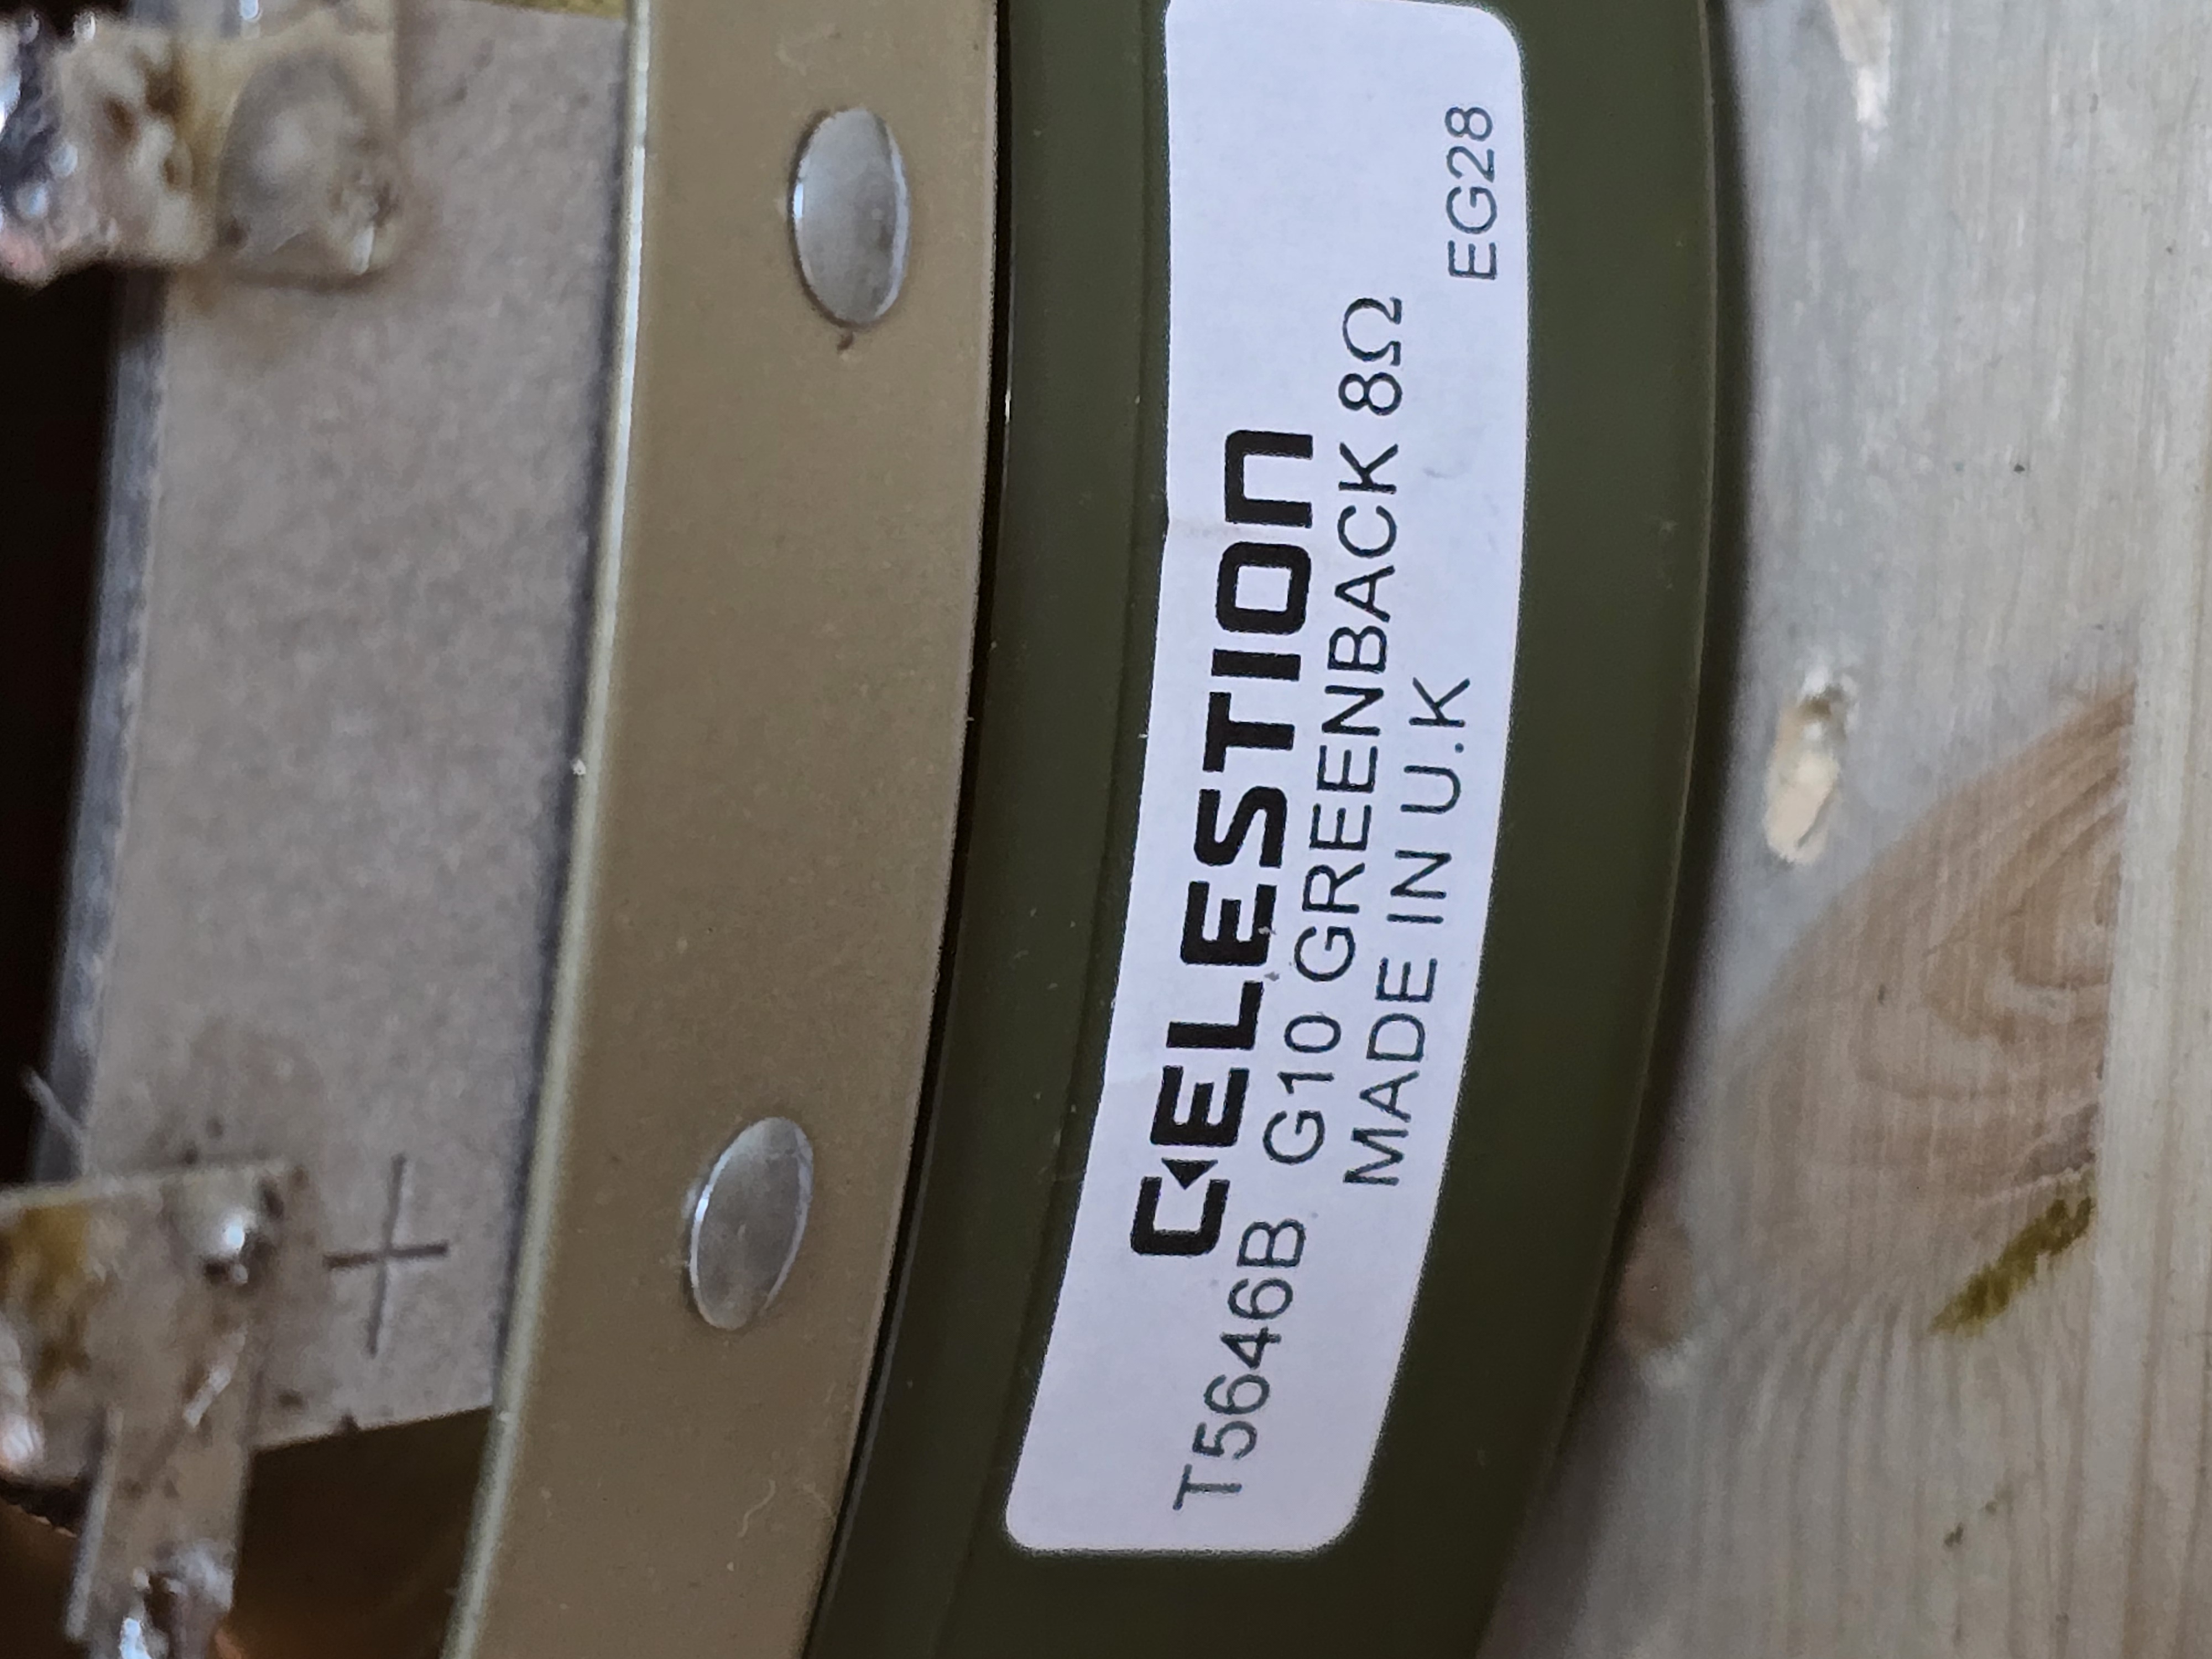 CELESTION
T5646B G10 GREENBACK 8Ω
MADE IN U.K
EG28
+